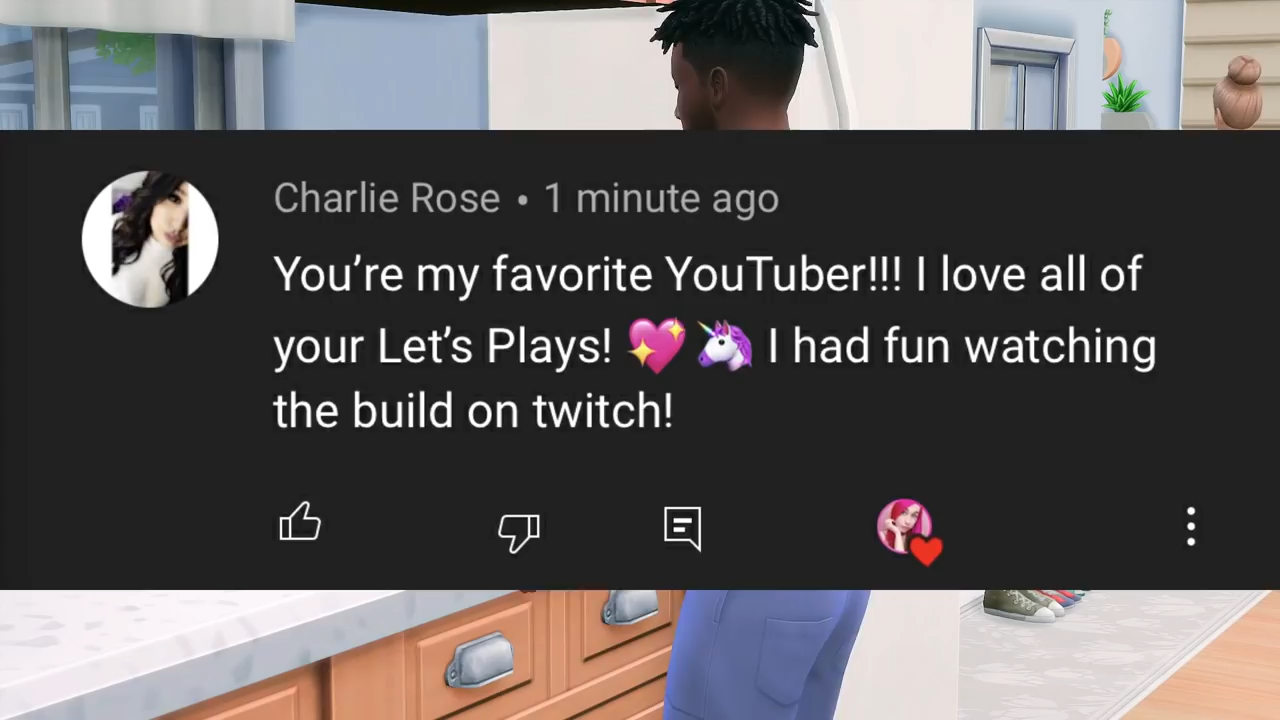 Charlie Rose • 1 minute ago
You’re my favorite YouTuber!!! I love all of
your Let’s Plays! 💖🦄 I had fun watching
the build on twitch!